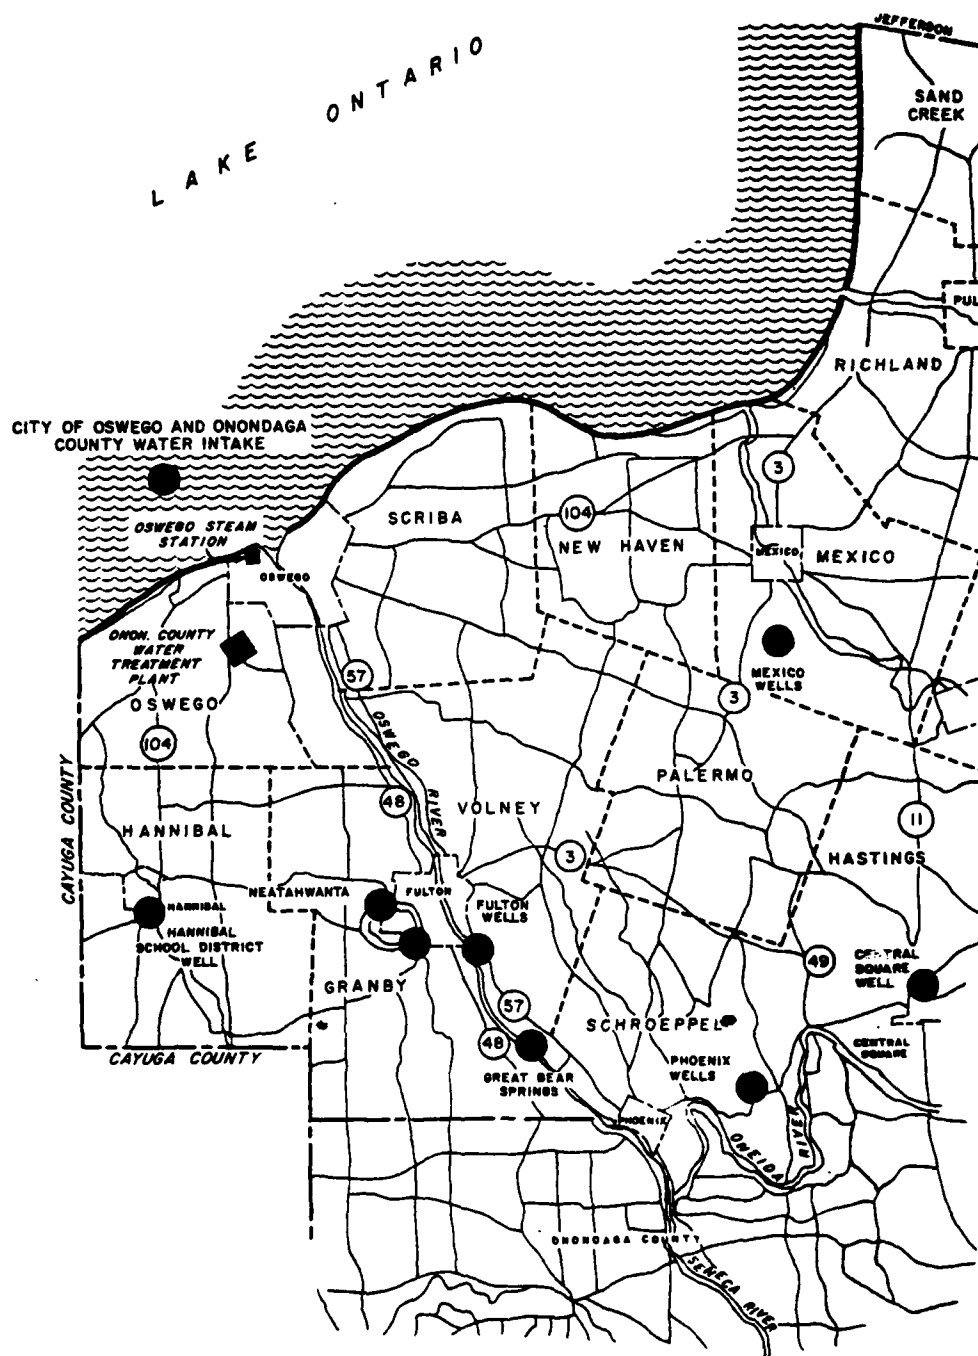 JEFFERSON
LAKE ONTARIO
SAND
CREEK
PUL
RICHLAND
CITY OF OSWEGO AND ONONDAGA
COUNTY WATER INTAKE
3
SCRIBA
104
OSWEGO STEAM
STATION
NEW HAVEN
MEXICO
MEXICO
OSWEGO
ONON. COUNTY
WATER
TREATMENT
PLANT
MEXICO
WELLS
57
3
OSWEGO
104
OSWEGO RIVER
PALERMO
CAYUGA COUNTY
48
VOLNEY
11
HANNIBAL
3
HASTINGS
NEATAHWANTA
FULTON
FULTON
WELLS
HANNIBAL
HANNIBAL
SCHOOL DISTRICT
WELL
49
CENTRAL
SQUARE
WELL
GRANBY
57
SCHROEPPEL
48
CENTRAL
SQUARE
CAYUGA COUNTY
PHOENIX
WELLS
GREAT BEAR
SPRINGS
PHOENIX
ONEIDA RIVER
ONONDAGA COUNTY
SENECA RIVER